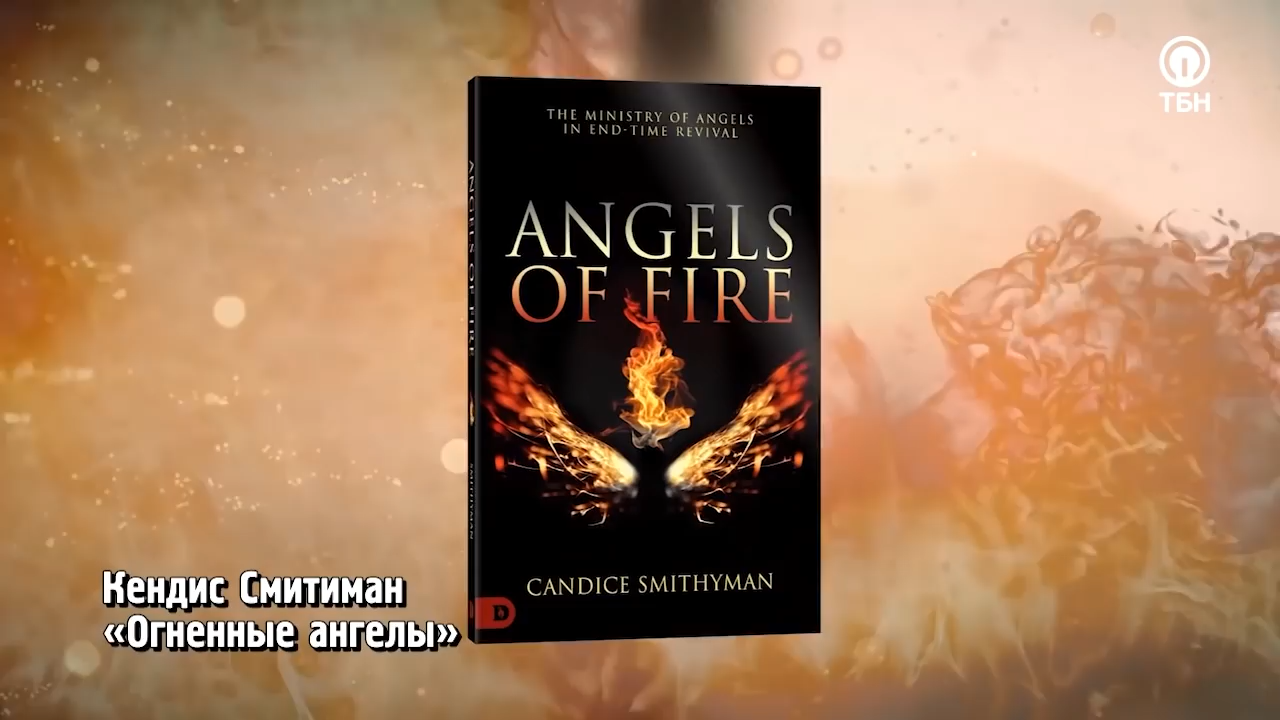 ТБН
THE MINISTRY OF ANGELS
IN END-TIME REVIVAL
ANGELS
OF FIRE
CANDICE SMITHYMAN
ANGELS OF FIRE
SMITHYMAN
Кендис Смитиман
«Огненные ангелы»